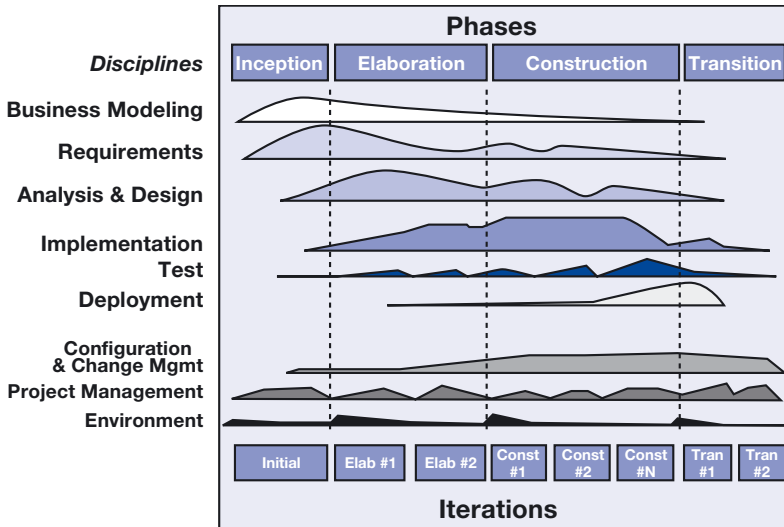 Phases
Disciplines Inception Elaboration Construction Transition
Business Modeling
Requirements
Analysis & Design
Implementation
Test
Deployment
Configuration
& Change Mgmt
Project Management
Environment
Initial Elab #1 Elab #2 Const #1 Const #2 Const #N Tran #1 Tran #2
Iterations